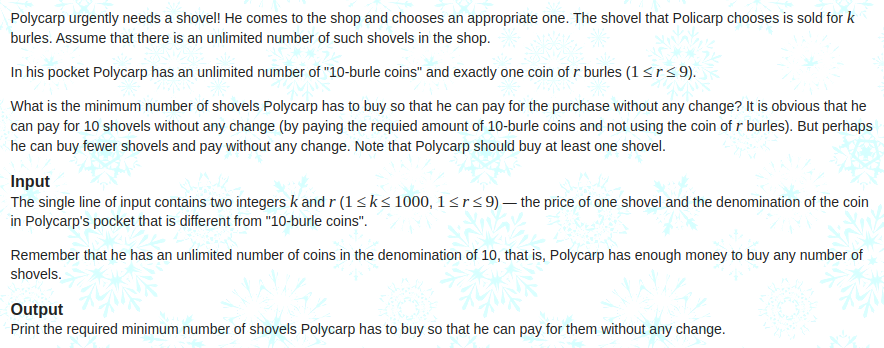 Polycarp urgently needs a shovel! He comes to the shop and chooses an appropriate one. The shovel that Policarp chooses is sold for k
burles. Assume that there is an unlimited number of such shovels in the shop.
In his pocket Polycarp has an unlimited number of "10-burle coins" and exactly one coin of r burles (1 ≤ r ≤ 9).
What is the minimum number of shovels Polycarp has to buy so that he can pay for the purchase without any change? It is obvious that he
can pay for 10 shovels without any change (by paying the requied amount of 10-burle coins and not using the coin of r burles). But perhaps
he can buy fewer shovels and pay without any change. Note that Polycarp should buy at least one shovel.
Input
The single line of input contains two integers k and r (1 ≤ k ≤ 1000, 1 ≤ r ≤ 9) — the price of one shovel and the denomination of the coin
in Polycarp's pocket that is different from "10-burle coins".
Remember that he has an unlimited number of coins in the denomination of 10, that is, Polycarp has enough money to buy any number of
shovels.
Output
Print the required minimum number of shovels Polycarp has to buy so that he can pay for them without any change.